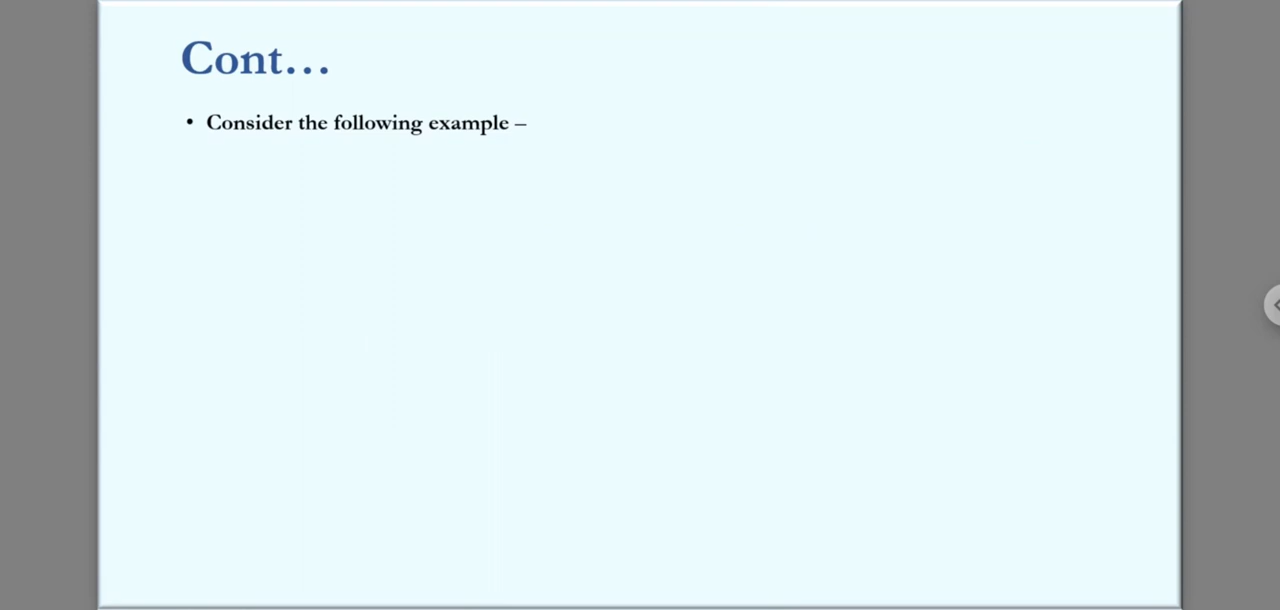 Cont…
• Consider the following example –